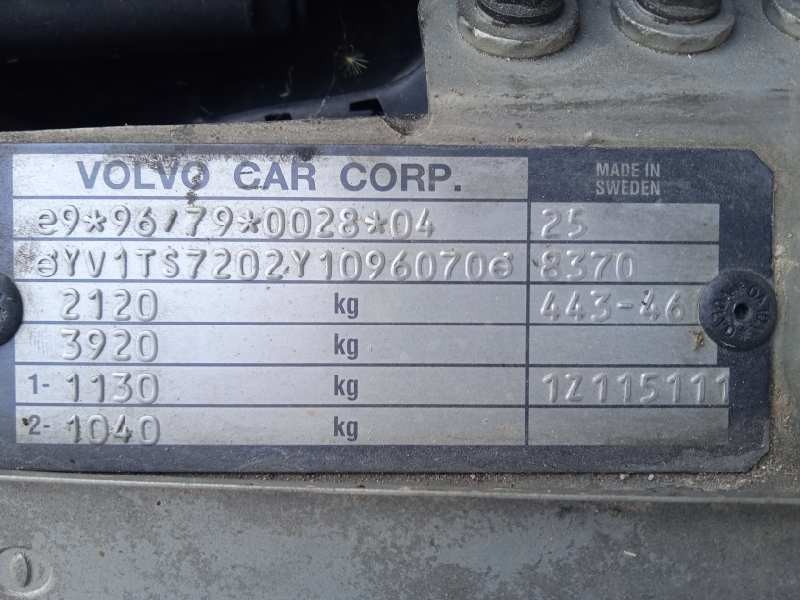 VOLVO CAR CORP. MADE IN SWEDEN
e9*96/79*0028*04 25
YV1TS7202Y1096070 8370
2120 kg 443-46
3920 kg
1- 1130 kg 1Z115111
2- 1040 kg